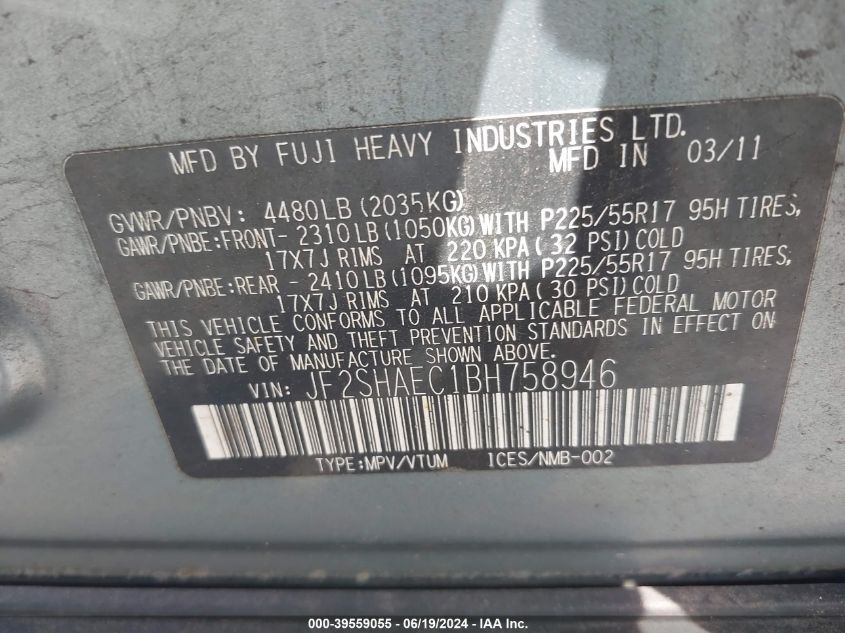 MFD BY FUJI HEAVY INDUSTRIES LTD.
MFD IN 03/11
GVWR/PNBV: 4480LB(2035KG)
GAWR/PNBE:FRONT-2310LB(1050KG)WITH P225/55R17 95H TIRES,
17X7J RIMS AT 220 KPA(32 PSI)COLD
GAWR/PNBE:REAR -2410LB(1095KG)WITH P225/55R17 95H TIRES,
17X7J RIMS AT 210 KPA(30 PSI)COLD
THIS VEHICLE CONFORMS TO ALL APPLICABLE FEDERAL MOTOR
VEHICLE SAFETY AND THEFT PREVENTION STANDARDS IN EFFECT ON
THE DATE OF MANUFACTURE SHOWN ABOVE.
VIN: JF2SHAEC1BH758946
TYPE:MPV/VTUM ICES/NMB-002
000-39559055 - 06/19/2024 - IAA Inc.